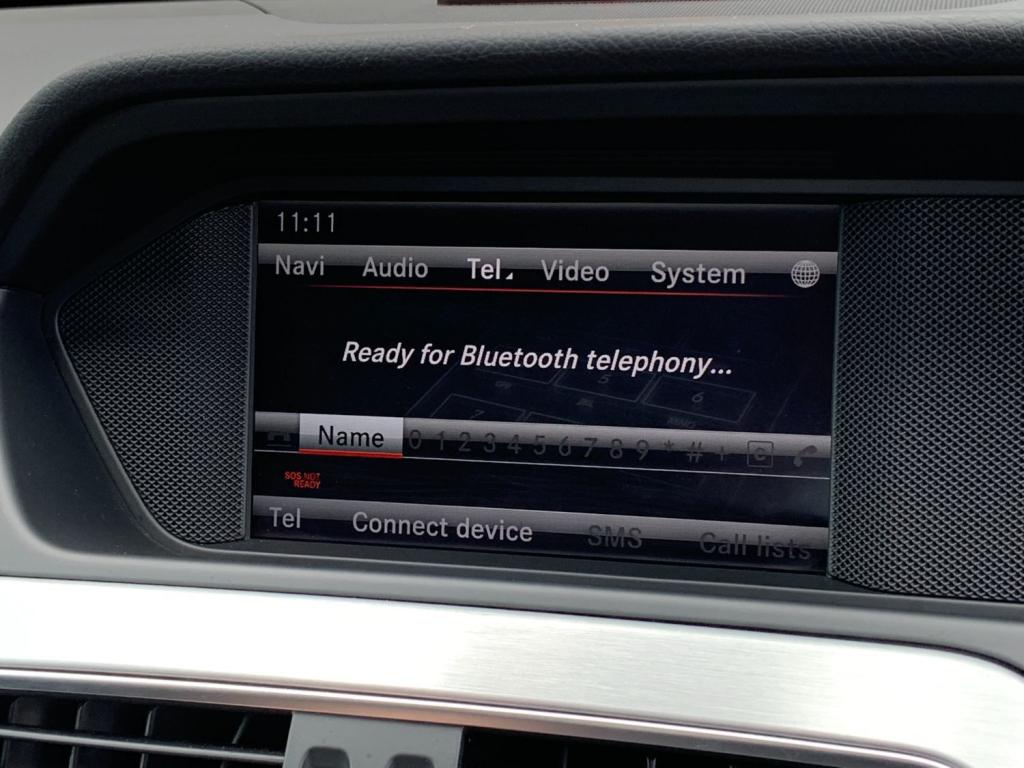 11:11
Navi Audio Tel Video System
Ready for Bluetooth telephony...
Name 0 1 2 3 4 5 6 7 8 9 * # + C
SOS NOT
READY
Tel Connect device SMS Call lists